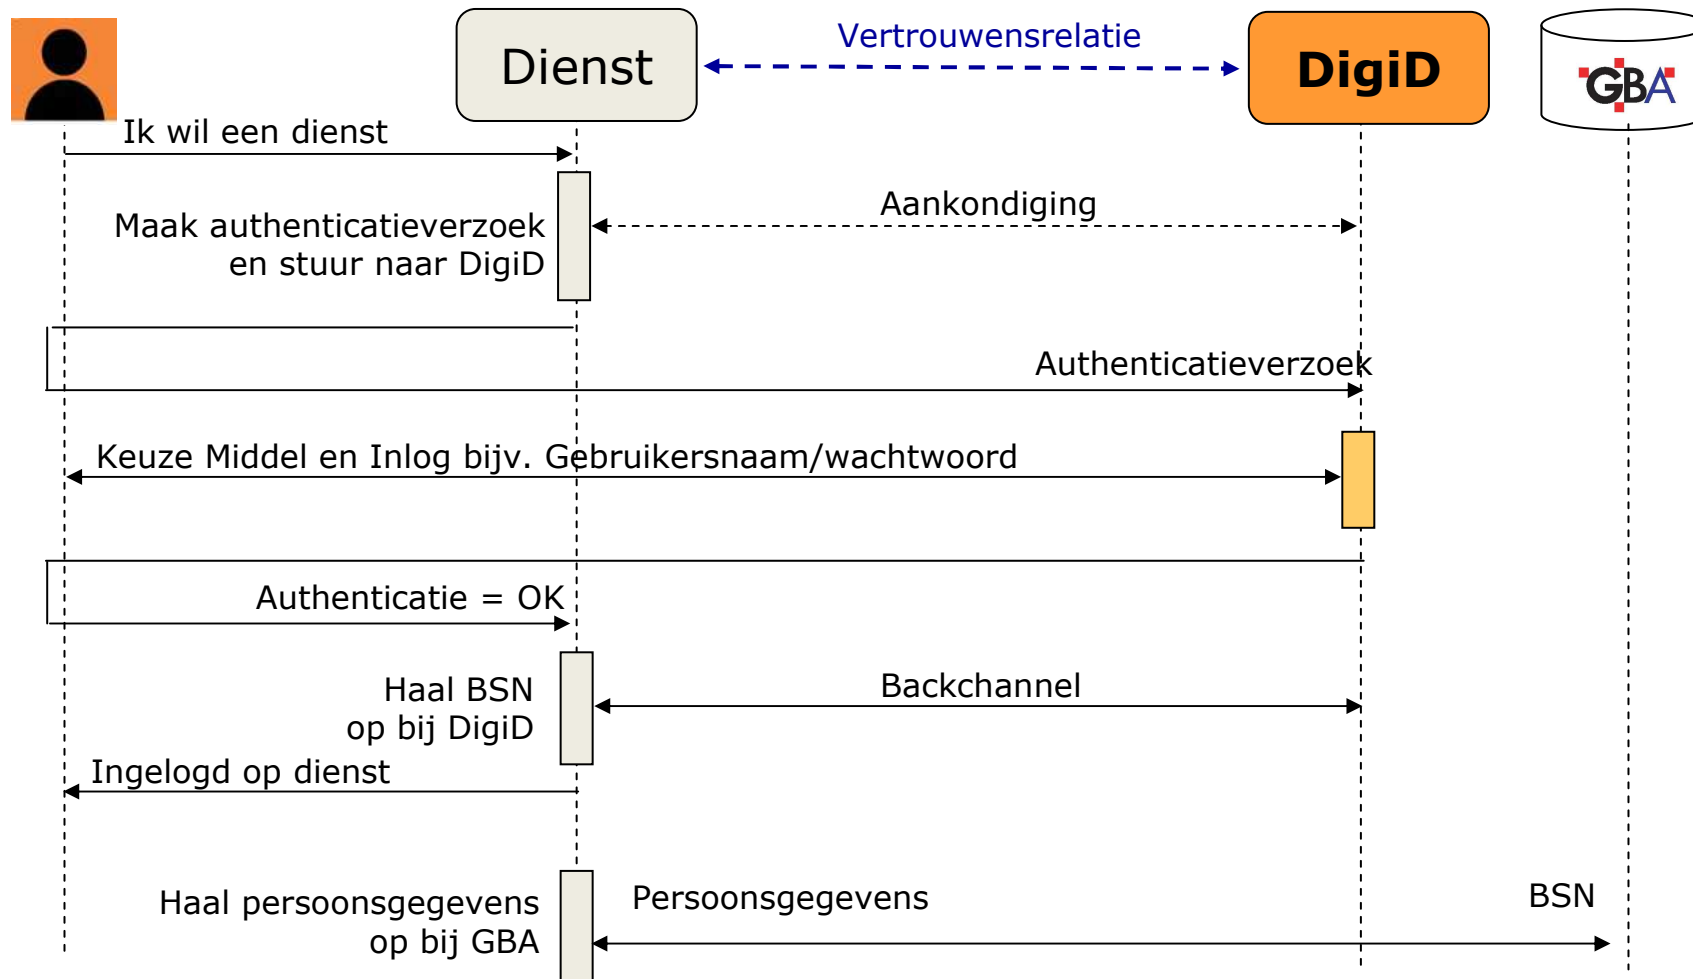 Vertrouwensrelatie
Dienst
DigiD
GBA
Ik wil een dienst
Aankondiging
Maak authenticatieverzoek
en stuur naar DigiD
Authenticatieverzoek
Keuze Middel en Inlog bijv. Gebruikersnaam/wachtwoord
Authenticatie = OK
Haal BSN
op bij DigiD
Backchannel
Ingelogd op dienst
Haal persoonsgegevens
op bij GBA
Persoonsgegevens
BSN